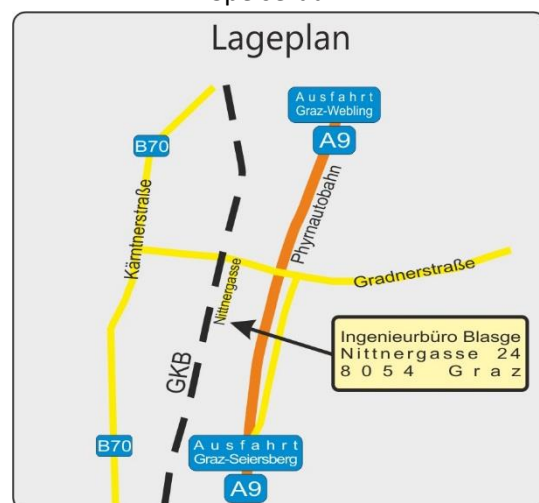 Lageplan
Ausfahrt
Graz-Webling
A9
B70
Kärntnerstraße
Phyrnautobahn
Nittnergasse
Gradnerstraße
Ingenieurbüro Blasge
Nittnergasse 24
8054 Graz
GKB
B70
Ausfahrt
Graz-Seiersberg
A9